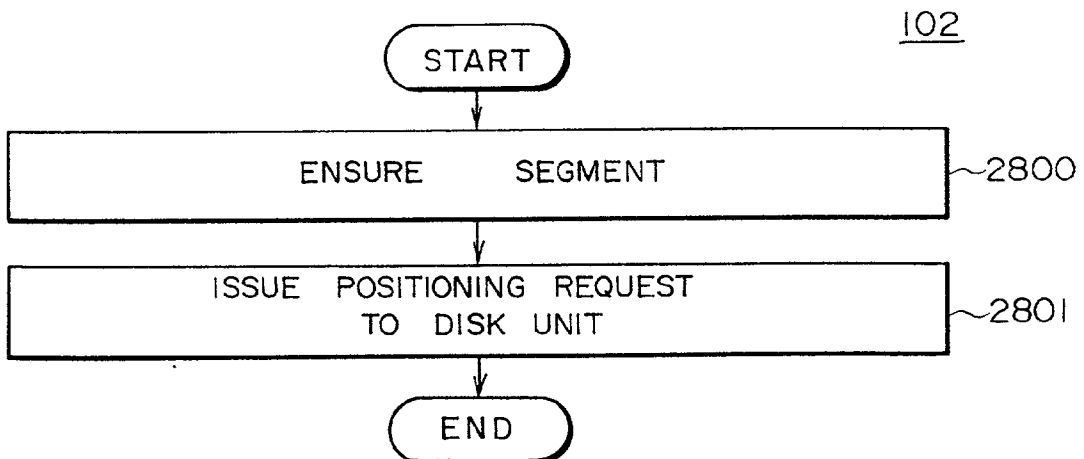 102
START
ENSURE SEGMENT
2800
ISSUE POSITIONING REQUEST
TO DISK UNIT
2801
END